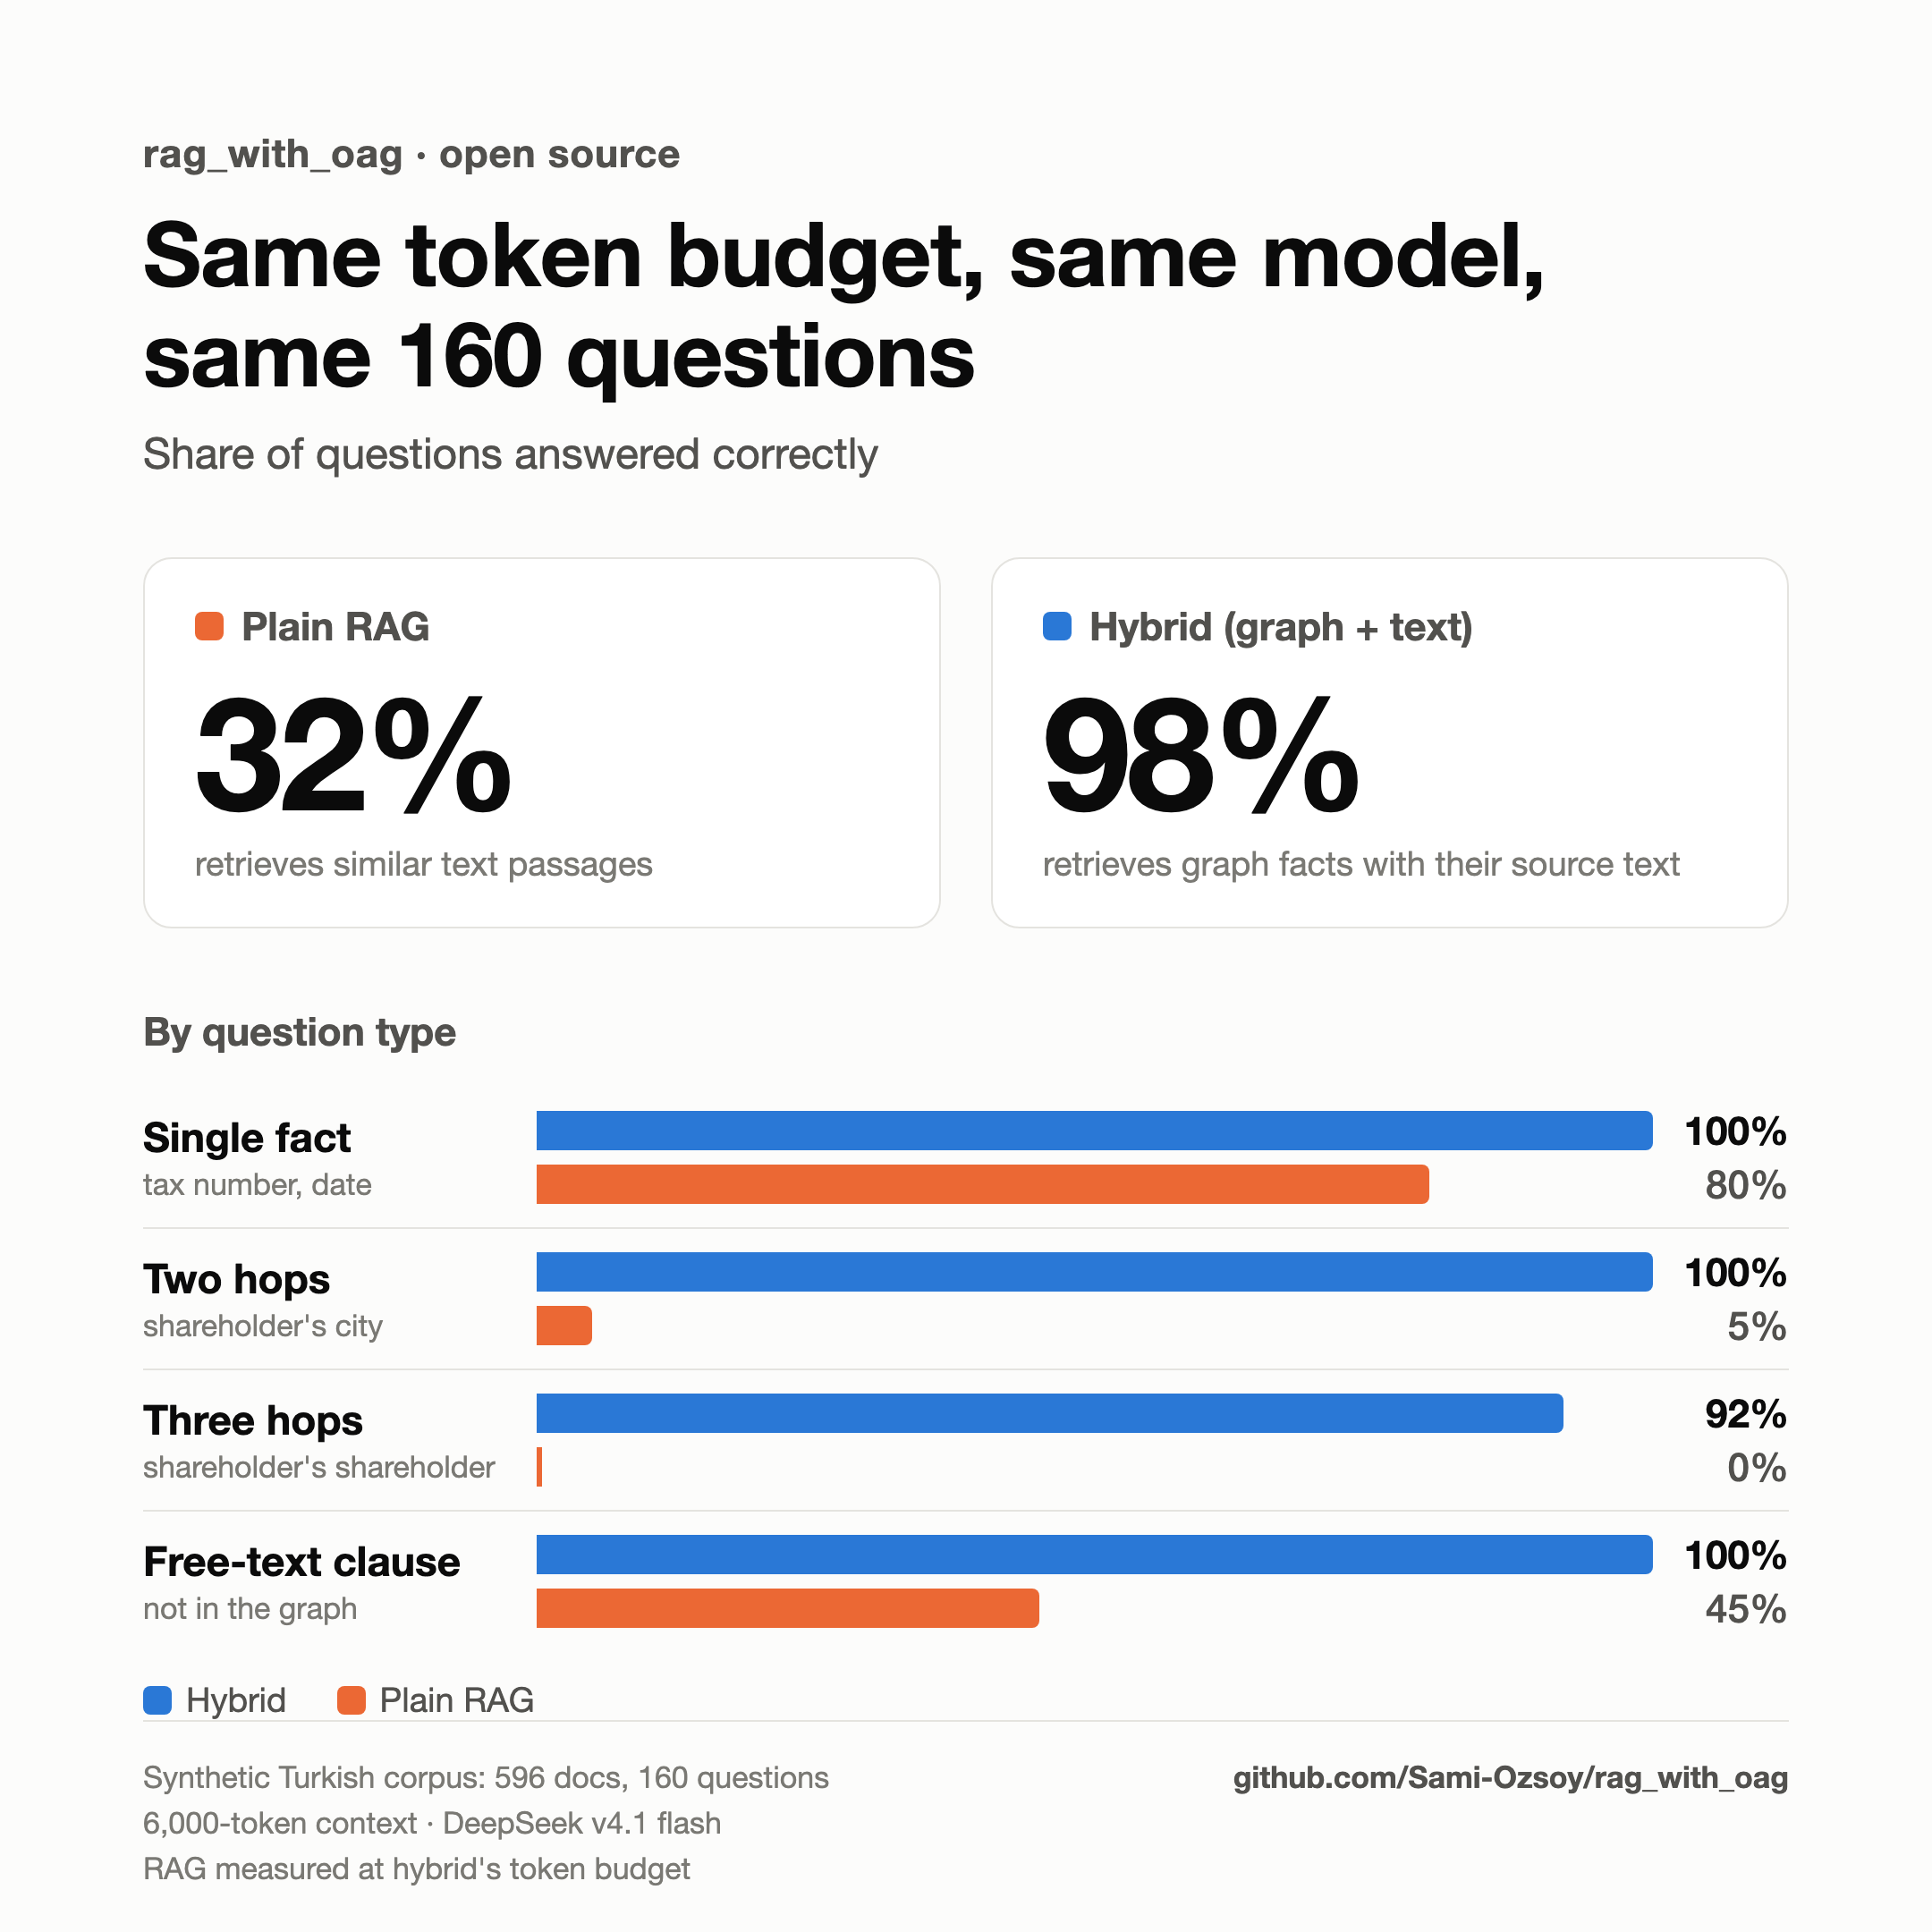 rag_with_oag · open source
Same token budget, same model,
same 160 questions
Share of questions answered correctly
Plain RAG
32%
retrieves similar text passages
Hybrid (graph + text)
98%
retrieves graph facts with their source text
By question type
Single fact
tax number, date
100%
80%
Two hops
shareholder's city
100%
5%
Three hops
shareholder's shareholder
92%
0%
Free-text clause
not in the graph
100%
45%
Hybrid
Plain RAG
Synthetic Turkish corpus: 596 docs, 160 questions
6,000-token context · DeepSeek v4.1 flash
RAG measured at hybrid's token budget
github.com/Sami-Ozsoy/rag_with_oag